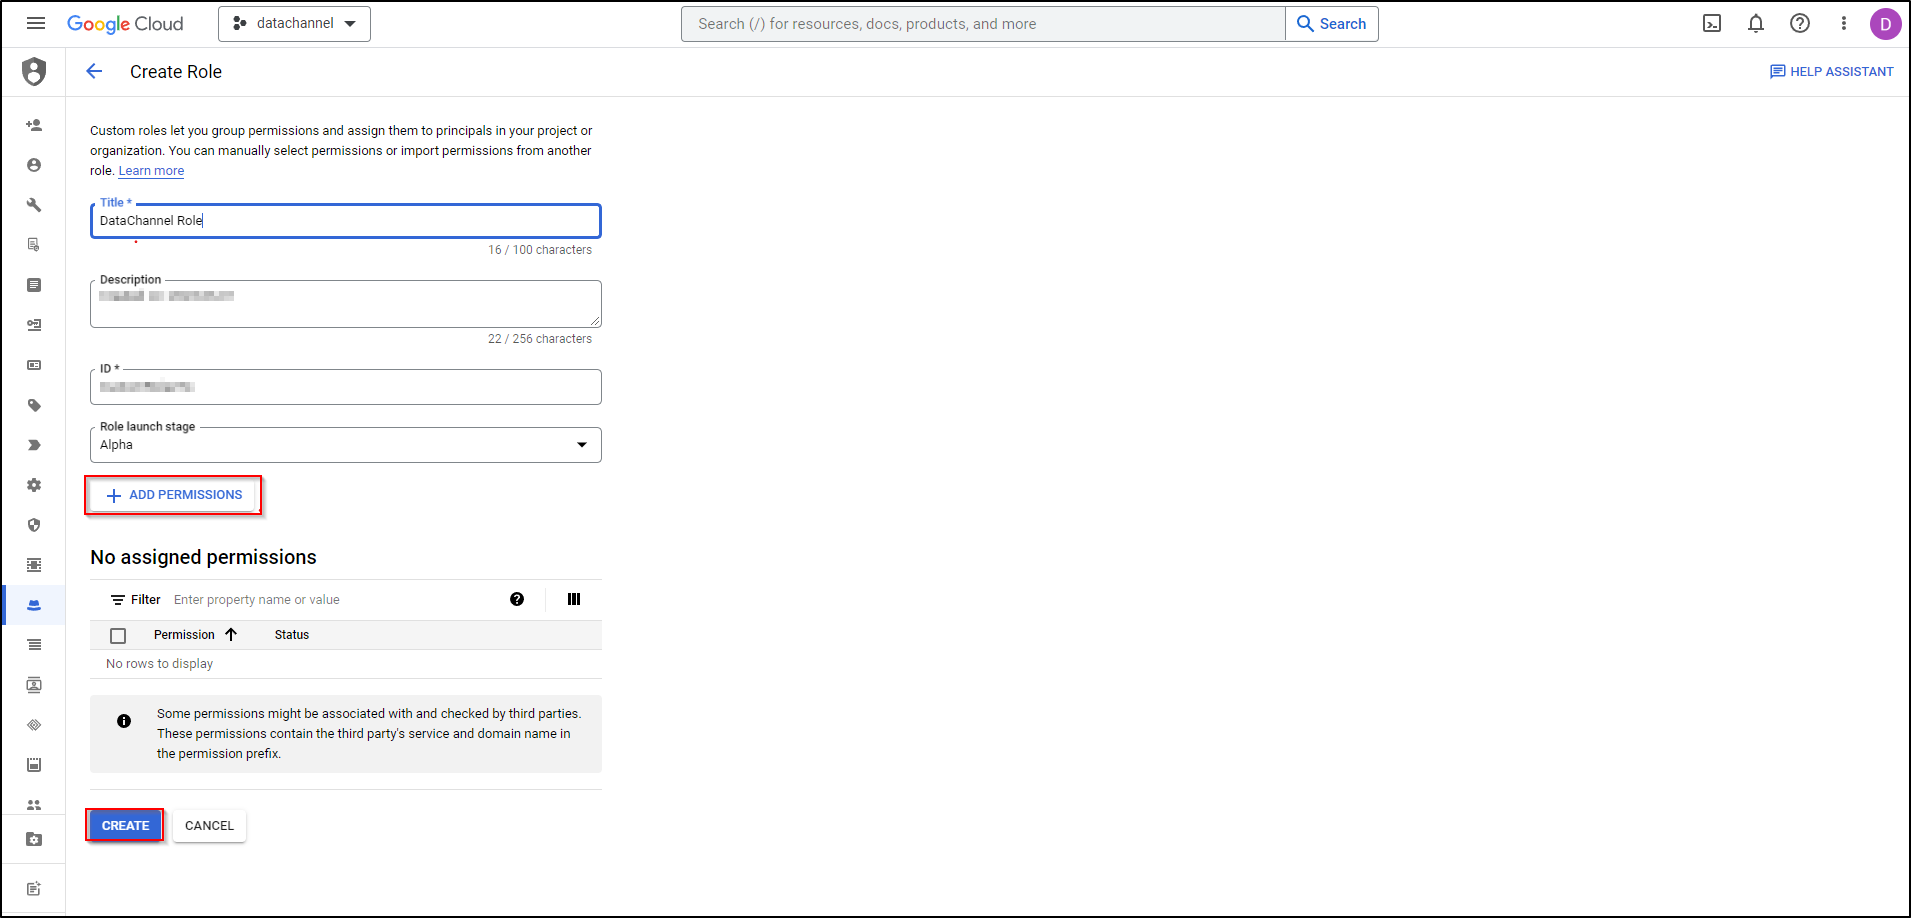 Google Cloud
datachannel
Search (/) for resources, docs, products, and more
Search
D
Create Role
HELP ASSISTANT
Custom roles let you group permissions and assign them to principals in your project or
organization. You can manually select permissions or import permissions from another
role. Learn more
Title *
DataChannel Role
16 / 100 characters
Description
22 / 256 characters
ID *
Role launch stage
Alpha
ADD PERMISSIONS
No assigned permissions
Filter Enter property name or value
Permission Status
No rows to display
Some permissions might be associated with and checked by third parties.
These permissions contain the third party's service and domain name in
the permission prefix.
CREATE CANCEL